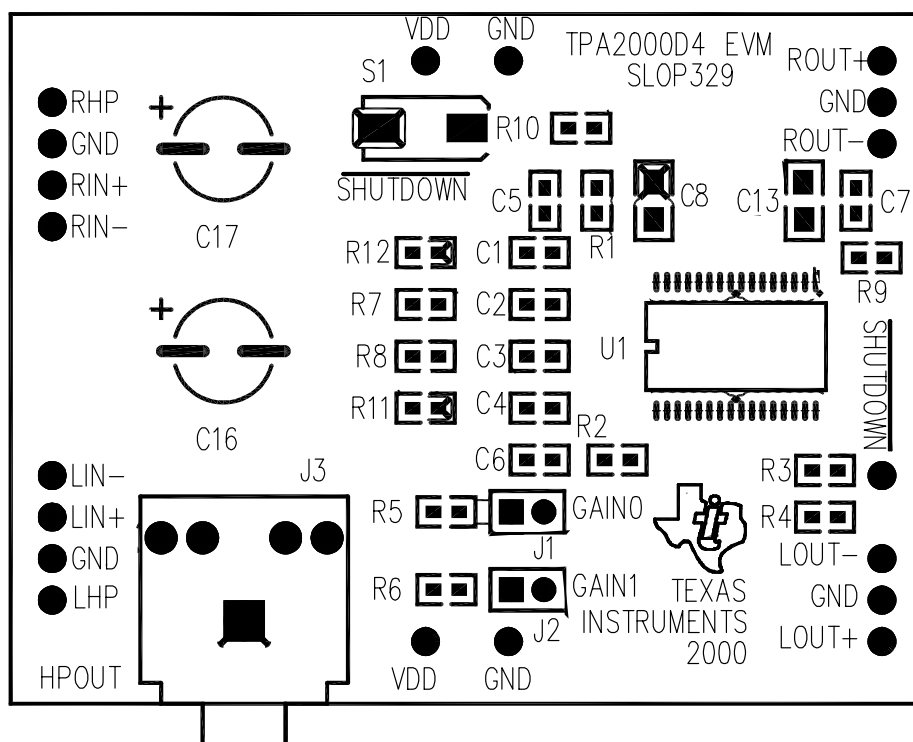 VDD
GND
TPA2000D4 EVM
SLOP329
S1
ROUT+
RHP
+
GND
GND
R10
ROUT-
RIN+
SHUTDOWN
C5
C8
C13
C7
RIN-
C17
R12
C1
R1
R9
+
R7
C2
U1
SHUTDOWN
R8
C3
R11
C4
C16
R2
C6
LIN-
J3
R3
LIN+
R5
GAIN0
R4
J1
GND
LOUT-
LHP
R6
GAIN1
TEXAS
INSTRUMENTS
2000
GND
J2
LOUT+
HPOUT
VDD
GND